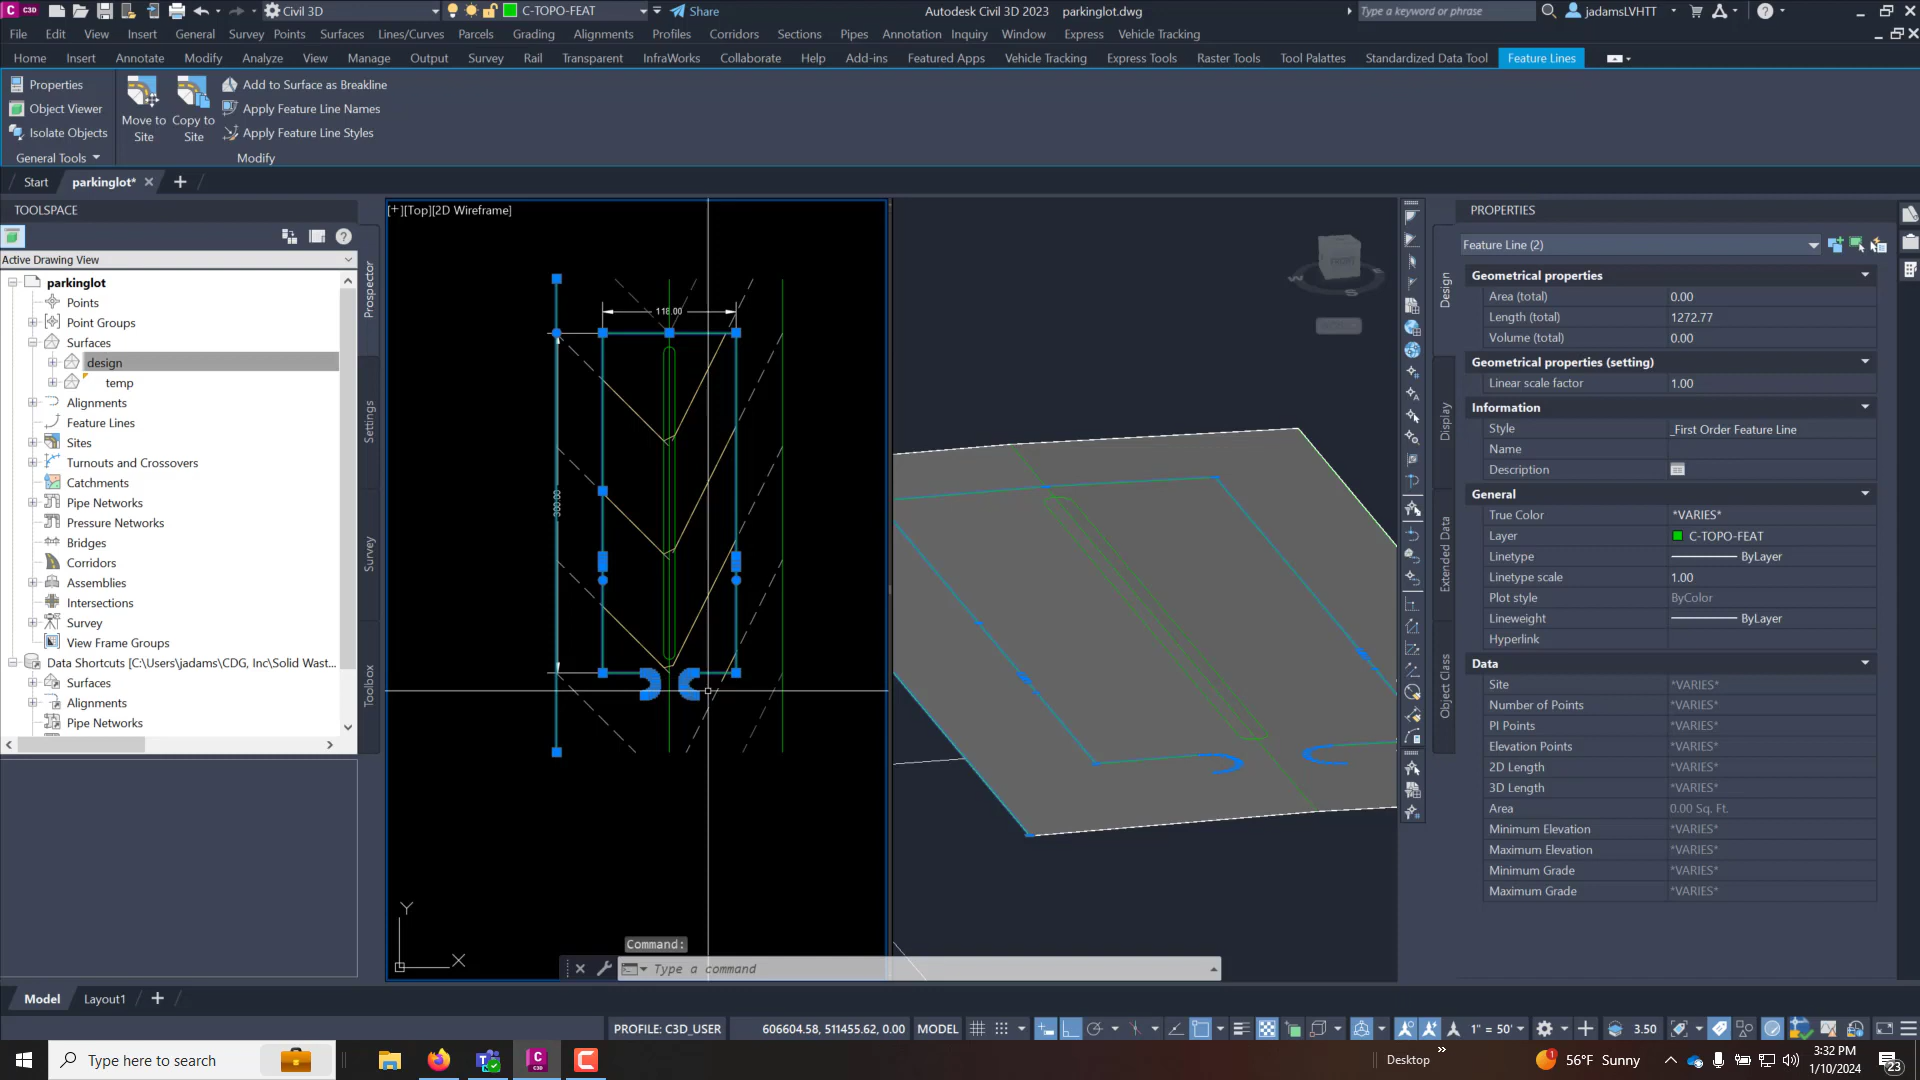 C3D
Civil 3D
C-TOPO-FEAT
Share
Autodesk Civil 3D 2023 parkinglot.dwg
Type a keyword or phrase
jadamsLVHTT
File Edit View Insert General Survey Points Surfaces Lines/Curves Parcels Grading Alignments Profiles Corridors Sections Pipes Annotation Inquiry Window Express Vehicle Tracking
Home Insert Annotate Modify Analyze View Manage Output Survey Rail Transparent InfraWorks Collaborate Help Add-ins Featured Apps Vehicle Tracking Express Tools Raster Tools Tool Palettes Standardized Data Tool Feature Lines
Properties
Object Viewer
Isolate Objects
General Tools
Move to Site
Copy to Site
Add to Surface as Breakline
Apply Feature Line Names
Apply Feature Line Styles
Modify
Start parkinglot*
TOOLSPACE
Active Drawing View
parkinglot
Points
Point Groups
Surfaces
design
temp
Alignments
Feature Lines
Sites
Turnouts and Crossovers
Catchments
Pipe Networks
Pressure Networks
Bridges
Corridors
Assemblies
Intersections
Survey
View Frame Groups
Data Shortcuts [C:\Users\jadams\CDG, Inc\Solid Wast...
Surfaces
Alignments
Pipe Networks
Prospector
Settings
Survey
Toolbox
[+][Top][2D Wireframe]
118.00
300.00
Y
X
W
S
Command:
Type a command
PROPERTIES
Feature Line (2)
Design
Display
Extended Data
Object Class
Geometrical properties
Area (total) 0.00
Length (total) 1272.77
Volume (total) 0.00
Geometrical properties (setting)
Linear scale factor 1.00
Information
Style _First Order Feature Line
Name
Description
General
True Color *VARIES*
Layer C-TOPO-FEAT
Linetype ByLayer
Linetype scale 1.00
Plot style ByColor
Lineweight ByLayer
Hyperlink
Data
Site *VARIES*
Number of Points *VARIES*
PI Points *VARIES*
Elevation Points *VARIES*
2D Length *VARIES*
3D Length *VARIES*
Area 0.00 Sq. Ft.
Minimum Elevation *VARIES*
Maximum Elevation *VARIES*
Minimum Grade *VARIES*
Maximum Grade *VARIES*
Model Layout1
PROFILE: C3D_USER 606604.58, 511455.62, 0.00 MODEL 1" = 50' 3.50
Type here to search
Desktop
56°F Sunny
3:32 PM
1/10/2024
23